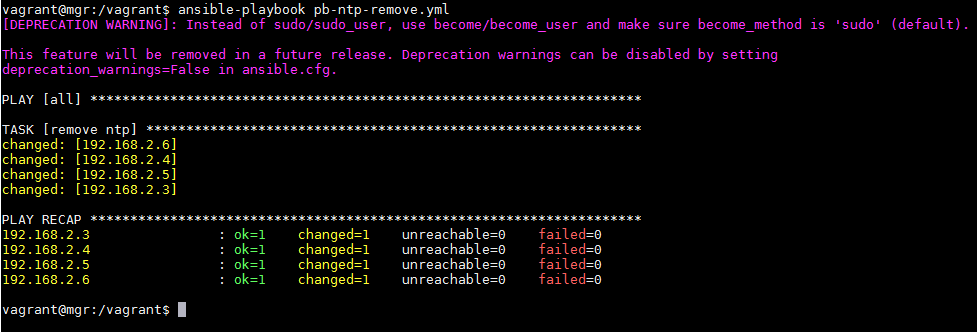 vagrant@mgr:/vagrant$ ansible-playbook pb-ntp-remove.yml
[DEPRECATION WARNING]: Instead of sudo/sudo_user, use become/become_user and make sure become_method is 'sudo' (default).
This feature will be removed in a future release. Deprecation warnings can be disabled by setting
deprecation_warnings=False in ansible.cfg.
PLAY [all] *********************************************************************
TASK [remove ntp] **************************************************************
changed: [192.168.2.6]
changed: [192.168.2.4]
changed: [192.168.2.5]
changed: [192.168.2.3]
PLAY RECAP *********************************************************************
192.168.2.3                : ok=1    changed=1    unreachable=0    failed=0
192.168.2.4                : ok=1    changed=1    unreachable=0    failed=0
192.168.2.5                : ok=1    changed=1    unreachable=0    failed=0
192.168.2.6                : ok=1    changed=1    unreachable=0    failed=0
vagrant@mgr:/vagrant$